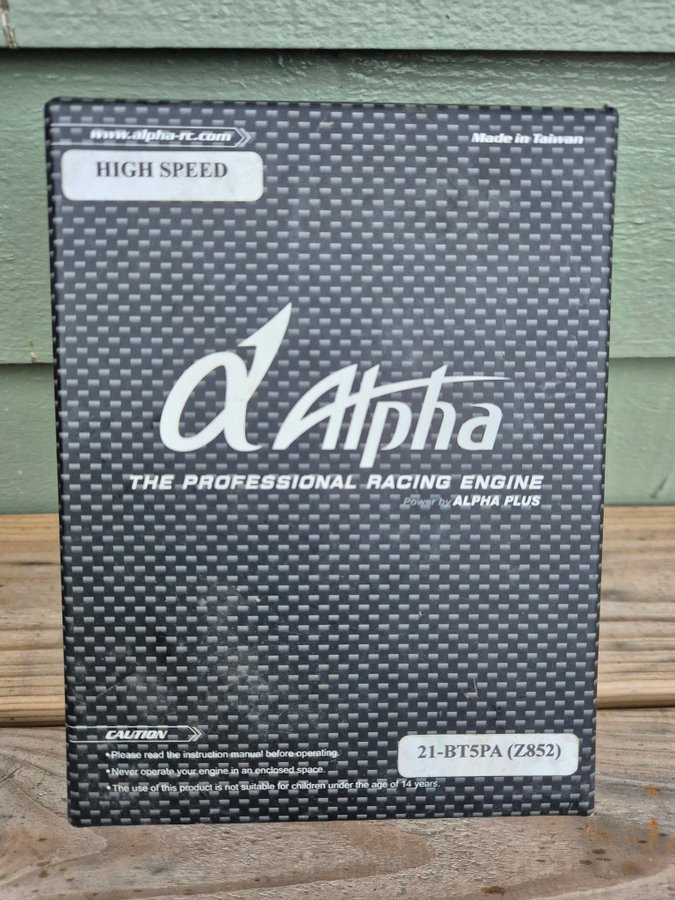 www.alpha-rc.com
Made in Taiwan
HIGH SPEED
α Alpha
THE PROFESSIONAL RACING ENGINE
Power by ALPHA PLUS
CAUTION
•Please read the instruction manual before operating.
•Never operate your engine in an enclosed space.
•The use of this product is not suitable for children under the age of 14 years.
21-BT5PA (Z852)